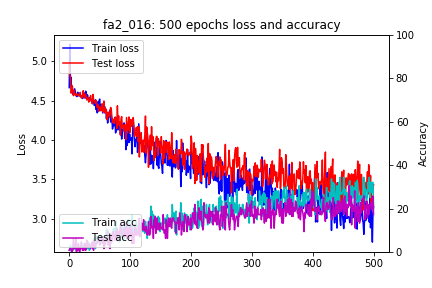 fa2_016: 500 epochs loss and accuracy
Train loss
Test loss
Train acc
Test acc
Loss
5.0
4.5
4.0
3.5
3.0
Accuracy
100
80
60
40
20
0
0
100
200
300
400
500